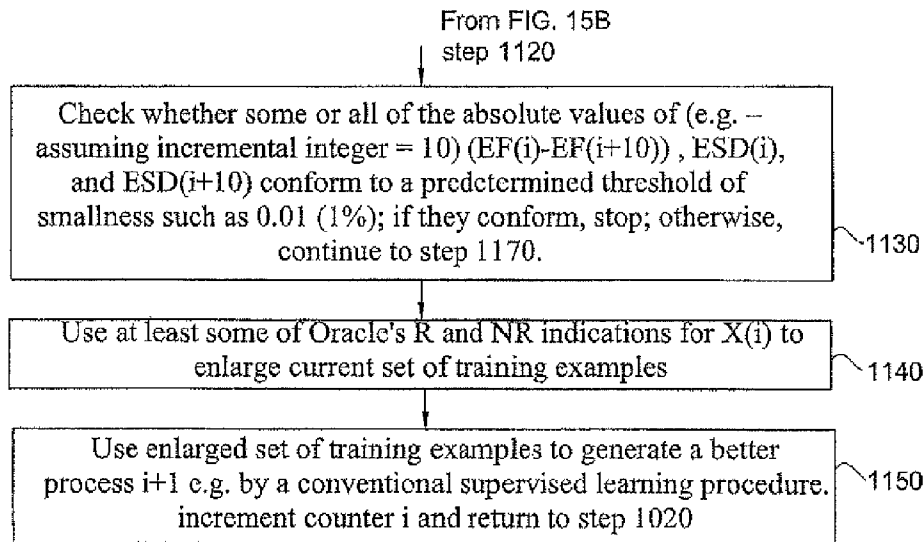 From FIG. 15B
step 1120
Check whether some or all of the absolute values of (e.g. –
assuming incremental integer = 10) (EF(i)-EF(i+10)) , ESD(i),
and ESD(i+10) conform to a predetermined threshold of
smallness such as 0.01 (1%); if they conform, stop; otherwise,
continue to step 1170.
1130
Use at least some of Oracle's R and NR indications for X(i) to
enlarge current set of training examples
1140
Use enlarged set of training examples to generate a better
process i+1 e.g. by a conventional supervised learning procedure.
increment counter i and return to step 1020
1150